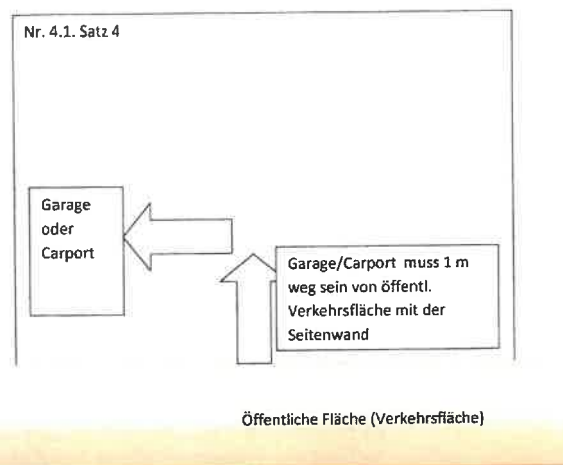 Nr. 4.1. Satz 4
Garage
oder
Carport
Garage/Carport muss 1 m
weg sein von öffentl.
Verkehrsfläche mit der
Seitenwand
Öffentliche Fläche (Verkehrsfläche)